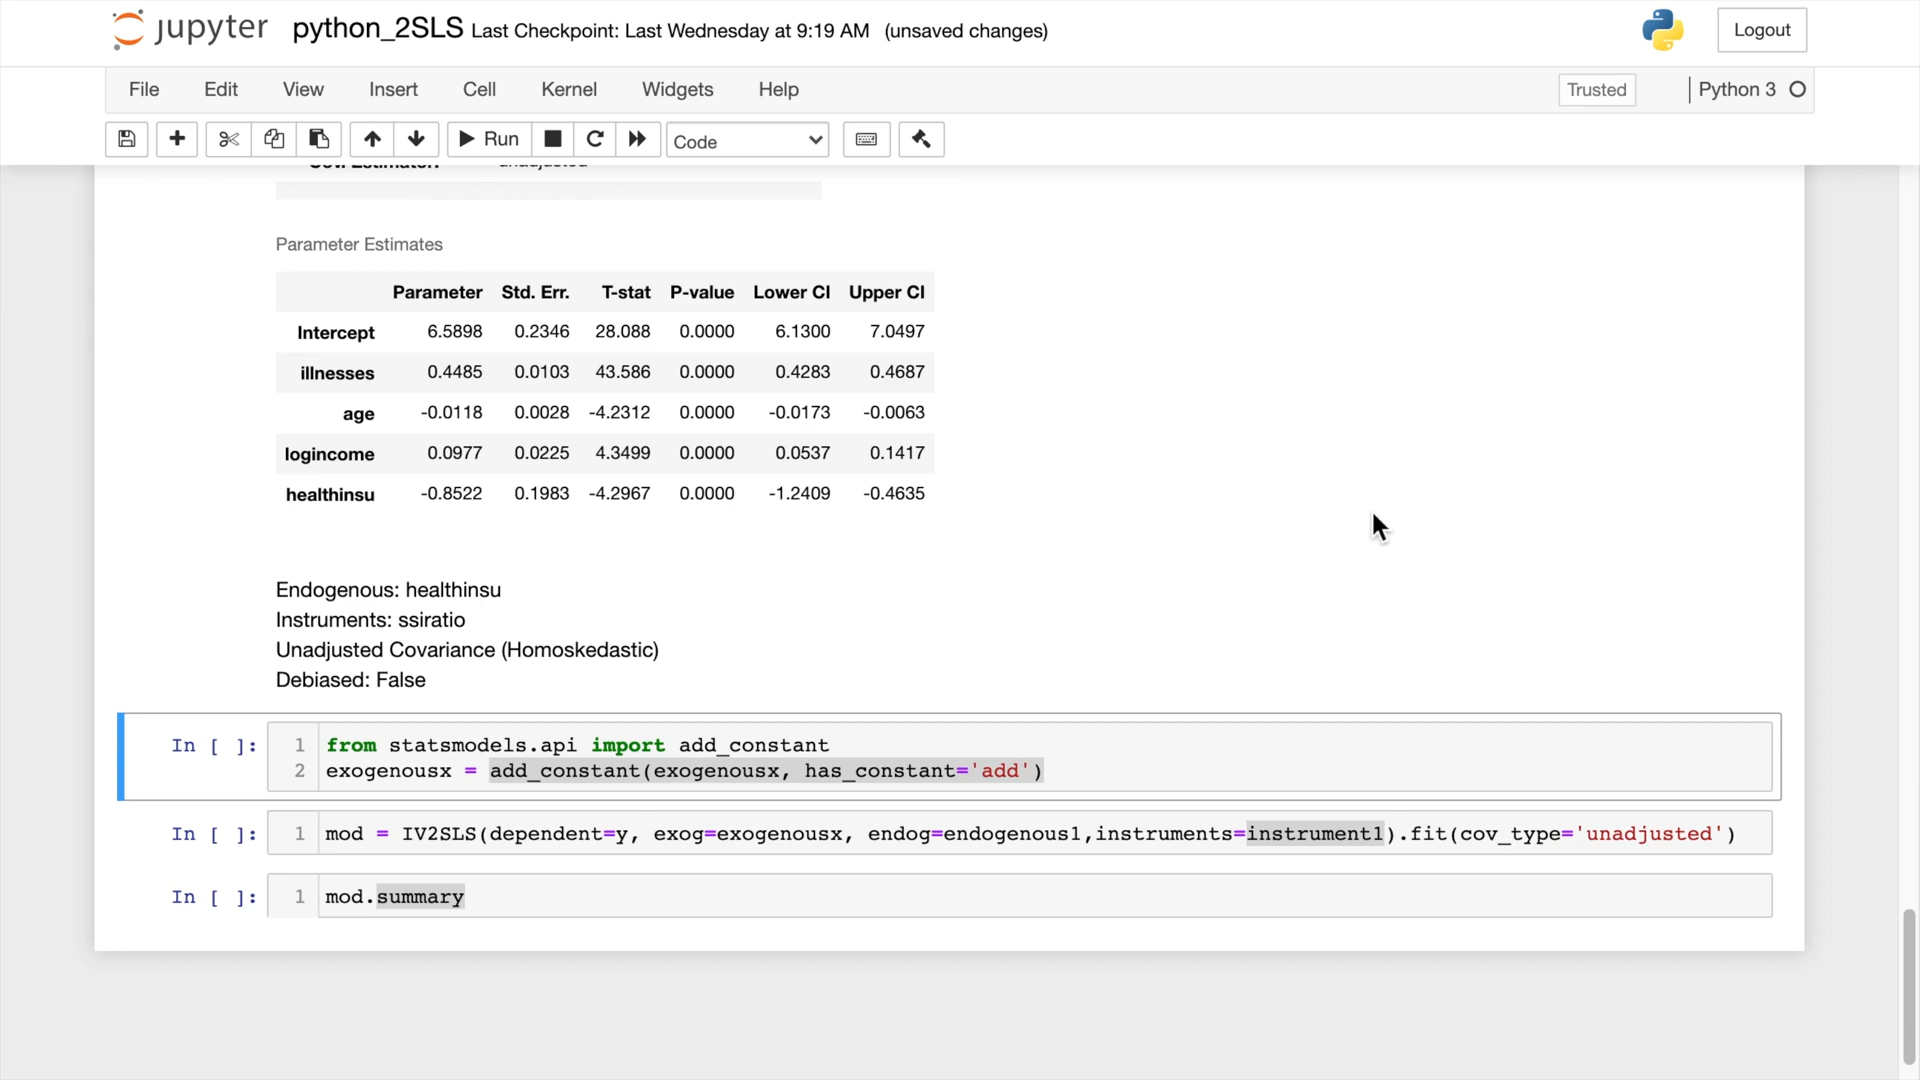 jupyter python_2SLS Last Checkpoint: Last Wednesday at 9:19 AM (unsaved changes) Logout
File Edit View Insert Cell Kernel Widgets Help Trusted Python 3
Run Code
Cov. Estimator: unadjusted
Parameter Estimates
Parameter Std. Err. T-stat P-value Lower CI Upper CI
Intercept 6.5898 0.2346 28.088 0.0000 6.1300 7.0497
illnesses 0.4485 0.0103 43.586 0.0000 0.4283 0.4687
age -0.0118 0.0028 -4.2312 0.0000 -0.0173 -0.0063
logincome 0.0977 0.0225 4.3499 0.0000 0.0537 0.1417
healthinsu -0.8522 0.1983 -4.2967 0.0000 -1.2409 -0.4635
Endogenous: healthinsu
Instruments: ssiratio
Unadjusted Covariance (Homoskedastic)
Debiased: False
In [ ]: 1 from statsmodels.api import add_constant
2 exogenousx = add_constant(exogenousx, has_constant='add')
In [ ]: 1 mod = IV2SLS(dependent=y, exog=exogenousx, endog=endogenous1,instruments=instrument1).fit(cov_type='unadjusted')
In [ ]: 1 mod.summary